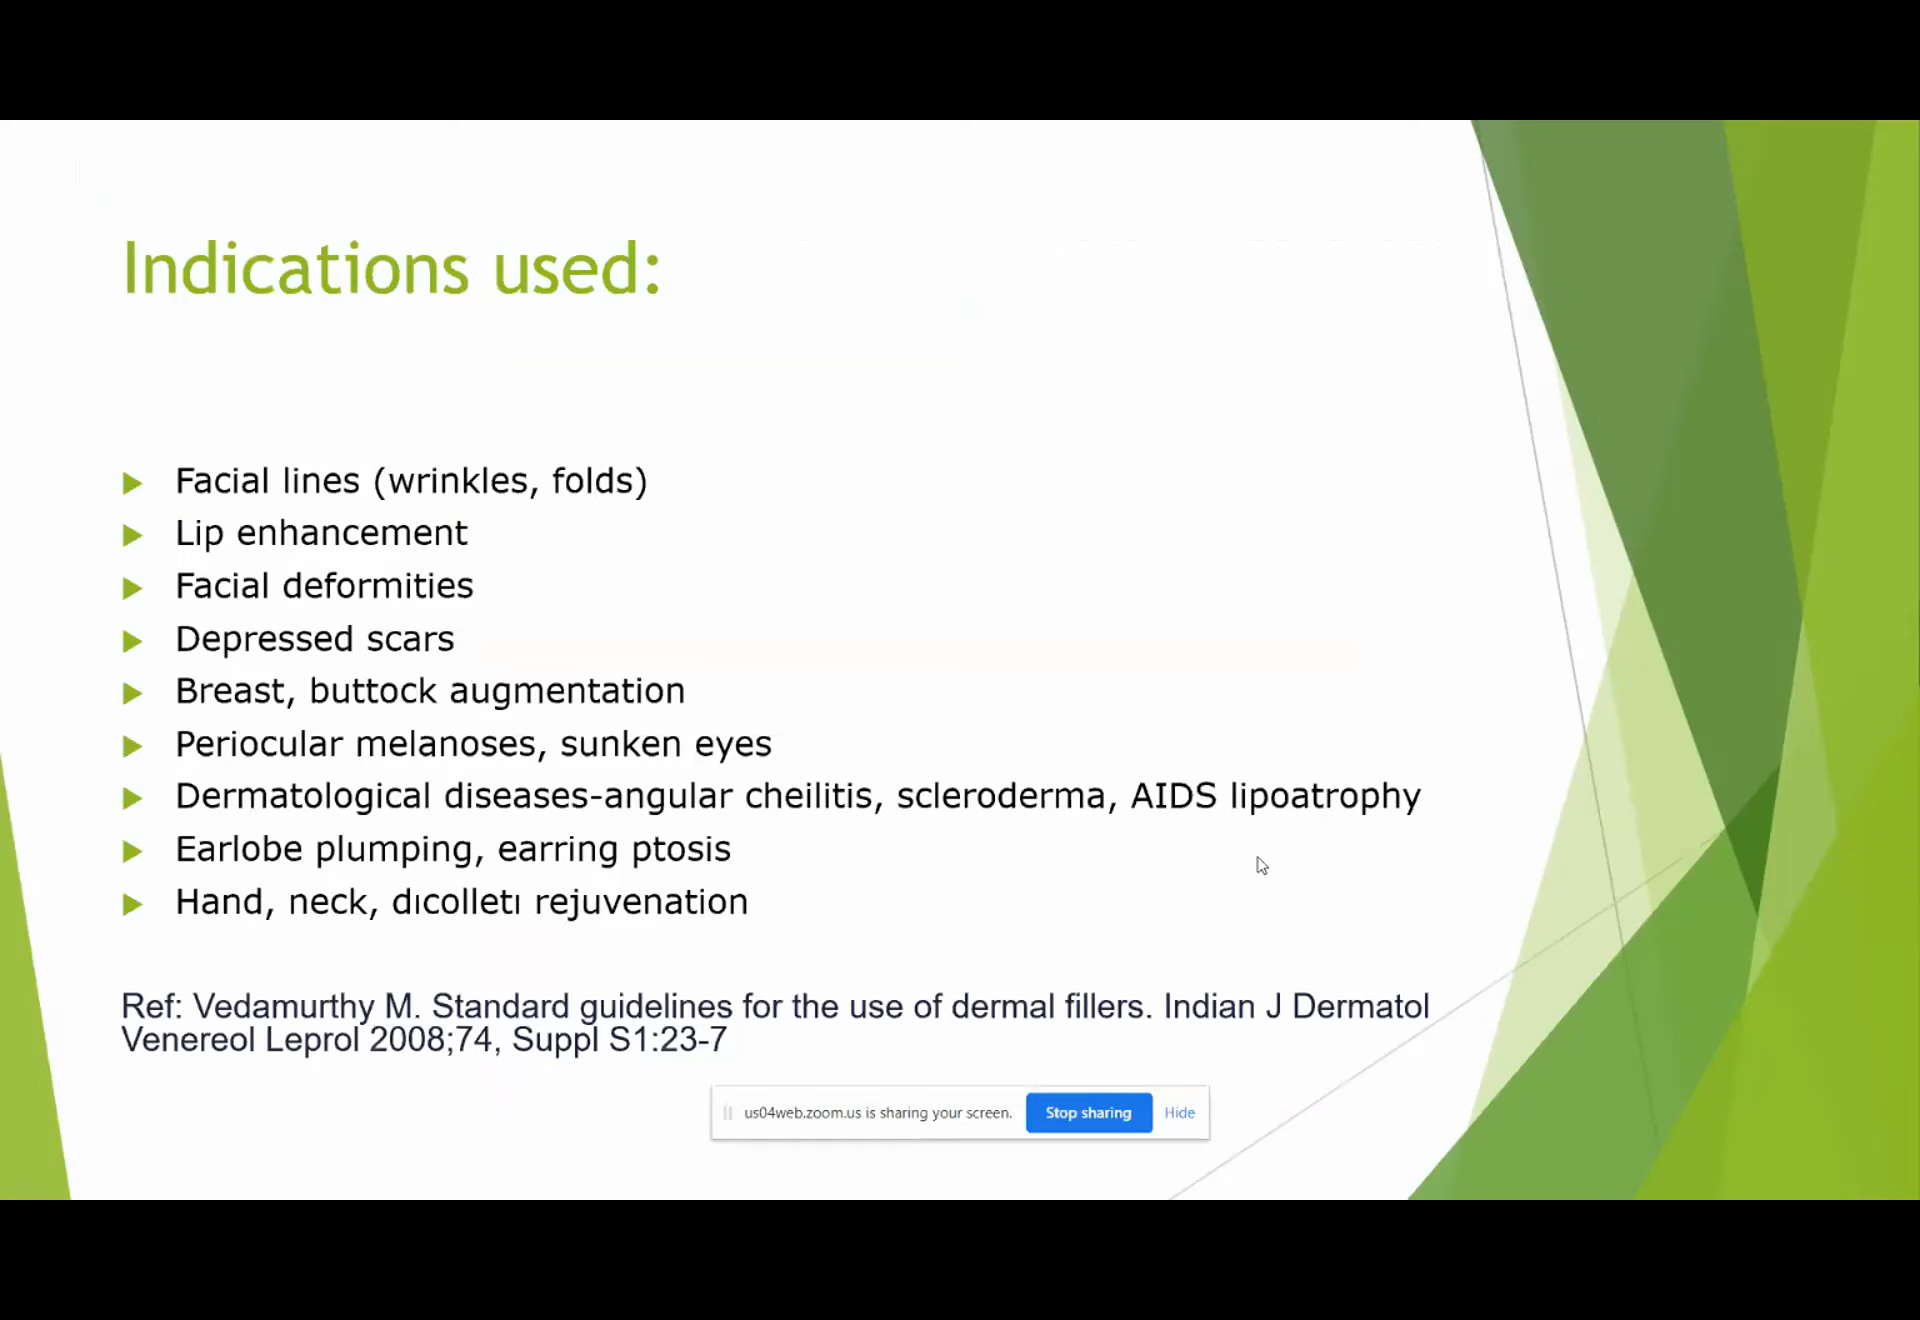 Indications used:
Facial lines (wrinkles, folds)
Lip enhancement
Facial deformities
Depressed scars
Breast, buttock augmentation
Periocular melanoses, sunken eyes
Dermatological diseases-angular cheilitis, scleroderma, AIDS lipoatrophy
Earlobe plumping, earring ptosis
Hand, neck, dıcolletı rejuvenation
Ref: Vedamurthy M. Standard guidelines for the use of dermal fillers. Indian J Dermatol
Venereol Leprol 2008;74, Suppl S1:23-7
us04web.zoom.us is sharing your screen. Stop sharing Hide